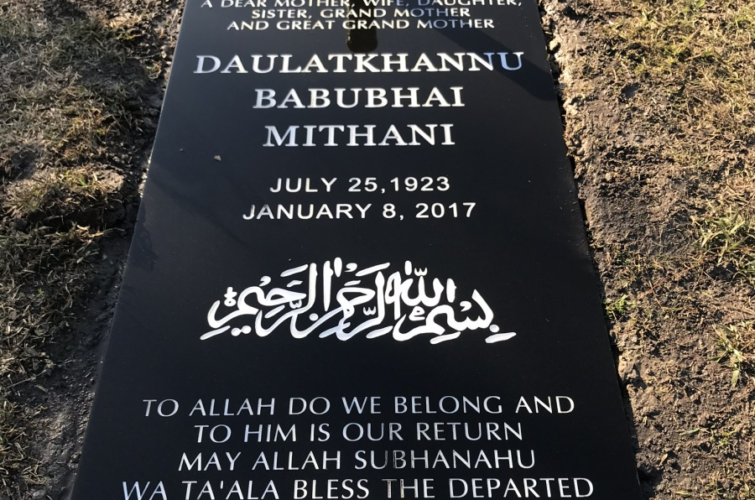 A DEAR MOTHER, WIFE, DAUGHTER,
SISTER, GRAND MOTHER
AND GREAT GRAND MOTHER
DAULATKHANNU
BABUBHAI
MITHANI
JULY 25,1923
JANUARY 8, 2017
بسم الله الرحمن الرحيم
TO ALLAH DO WE BELONG AND
TO HIM IS OUR RETURN
MAY ALLAH SUBHANAHU
WA TA'ALA BLESS THE DEPARTED